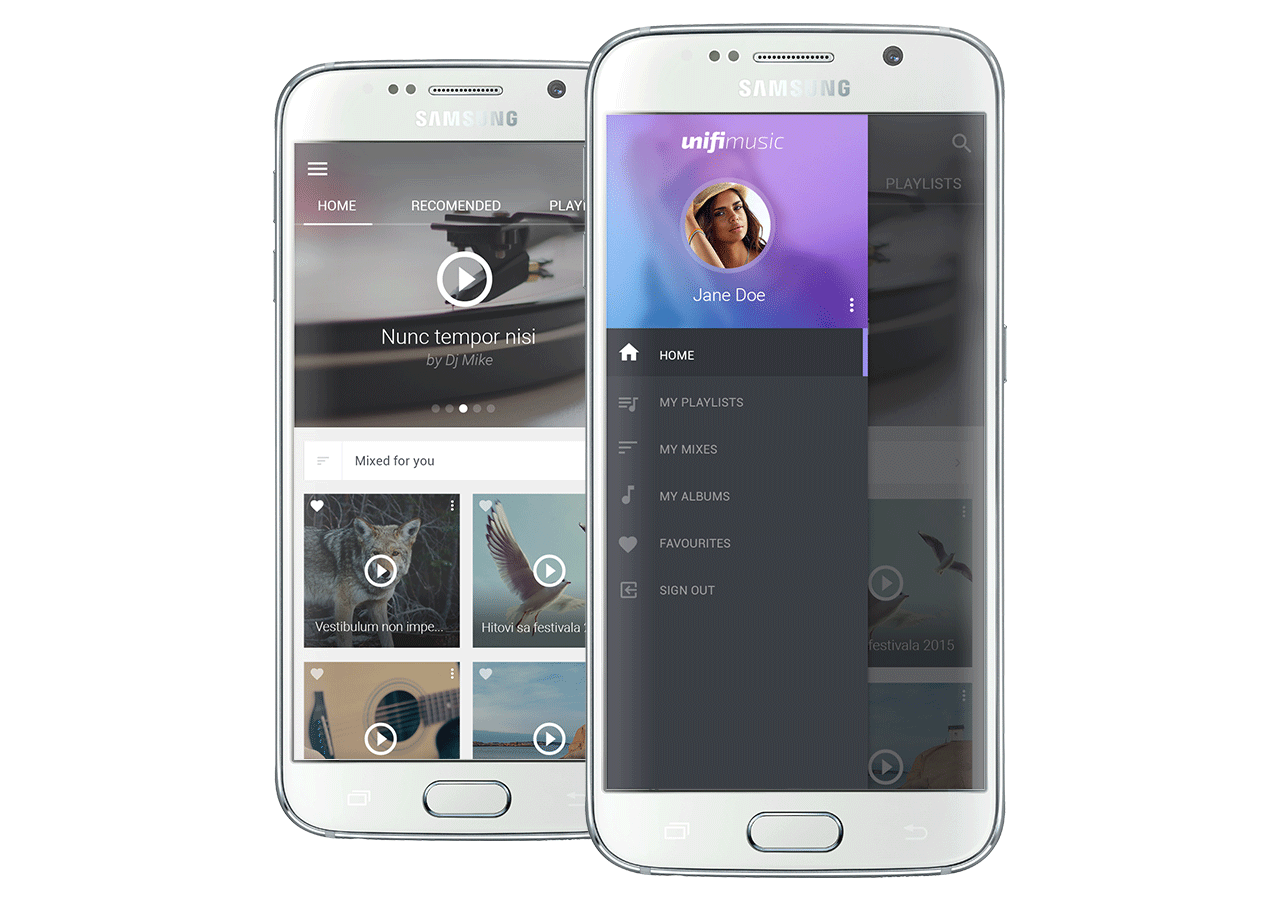 SAMSUNG
HOME
RECOMENDED
PLAY
Nunc tempor nisi
by Dj Mike
Mixed for you
Vestibulum non impe...
Hitovi sa festivala
SAMSUNG
unifimusic
PLAYLISTS
Jane Doe
HOME
MY PLAYLISTS
MY MIXES
MY ALBUMS
FAVOURITES
SIGN OUT
festivala 2015